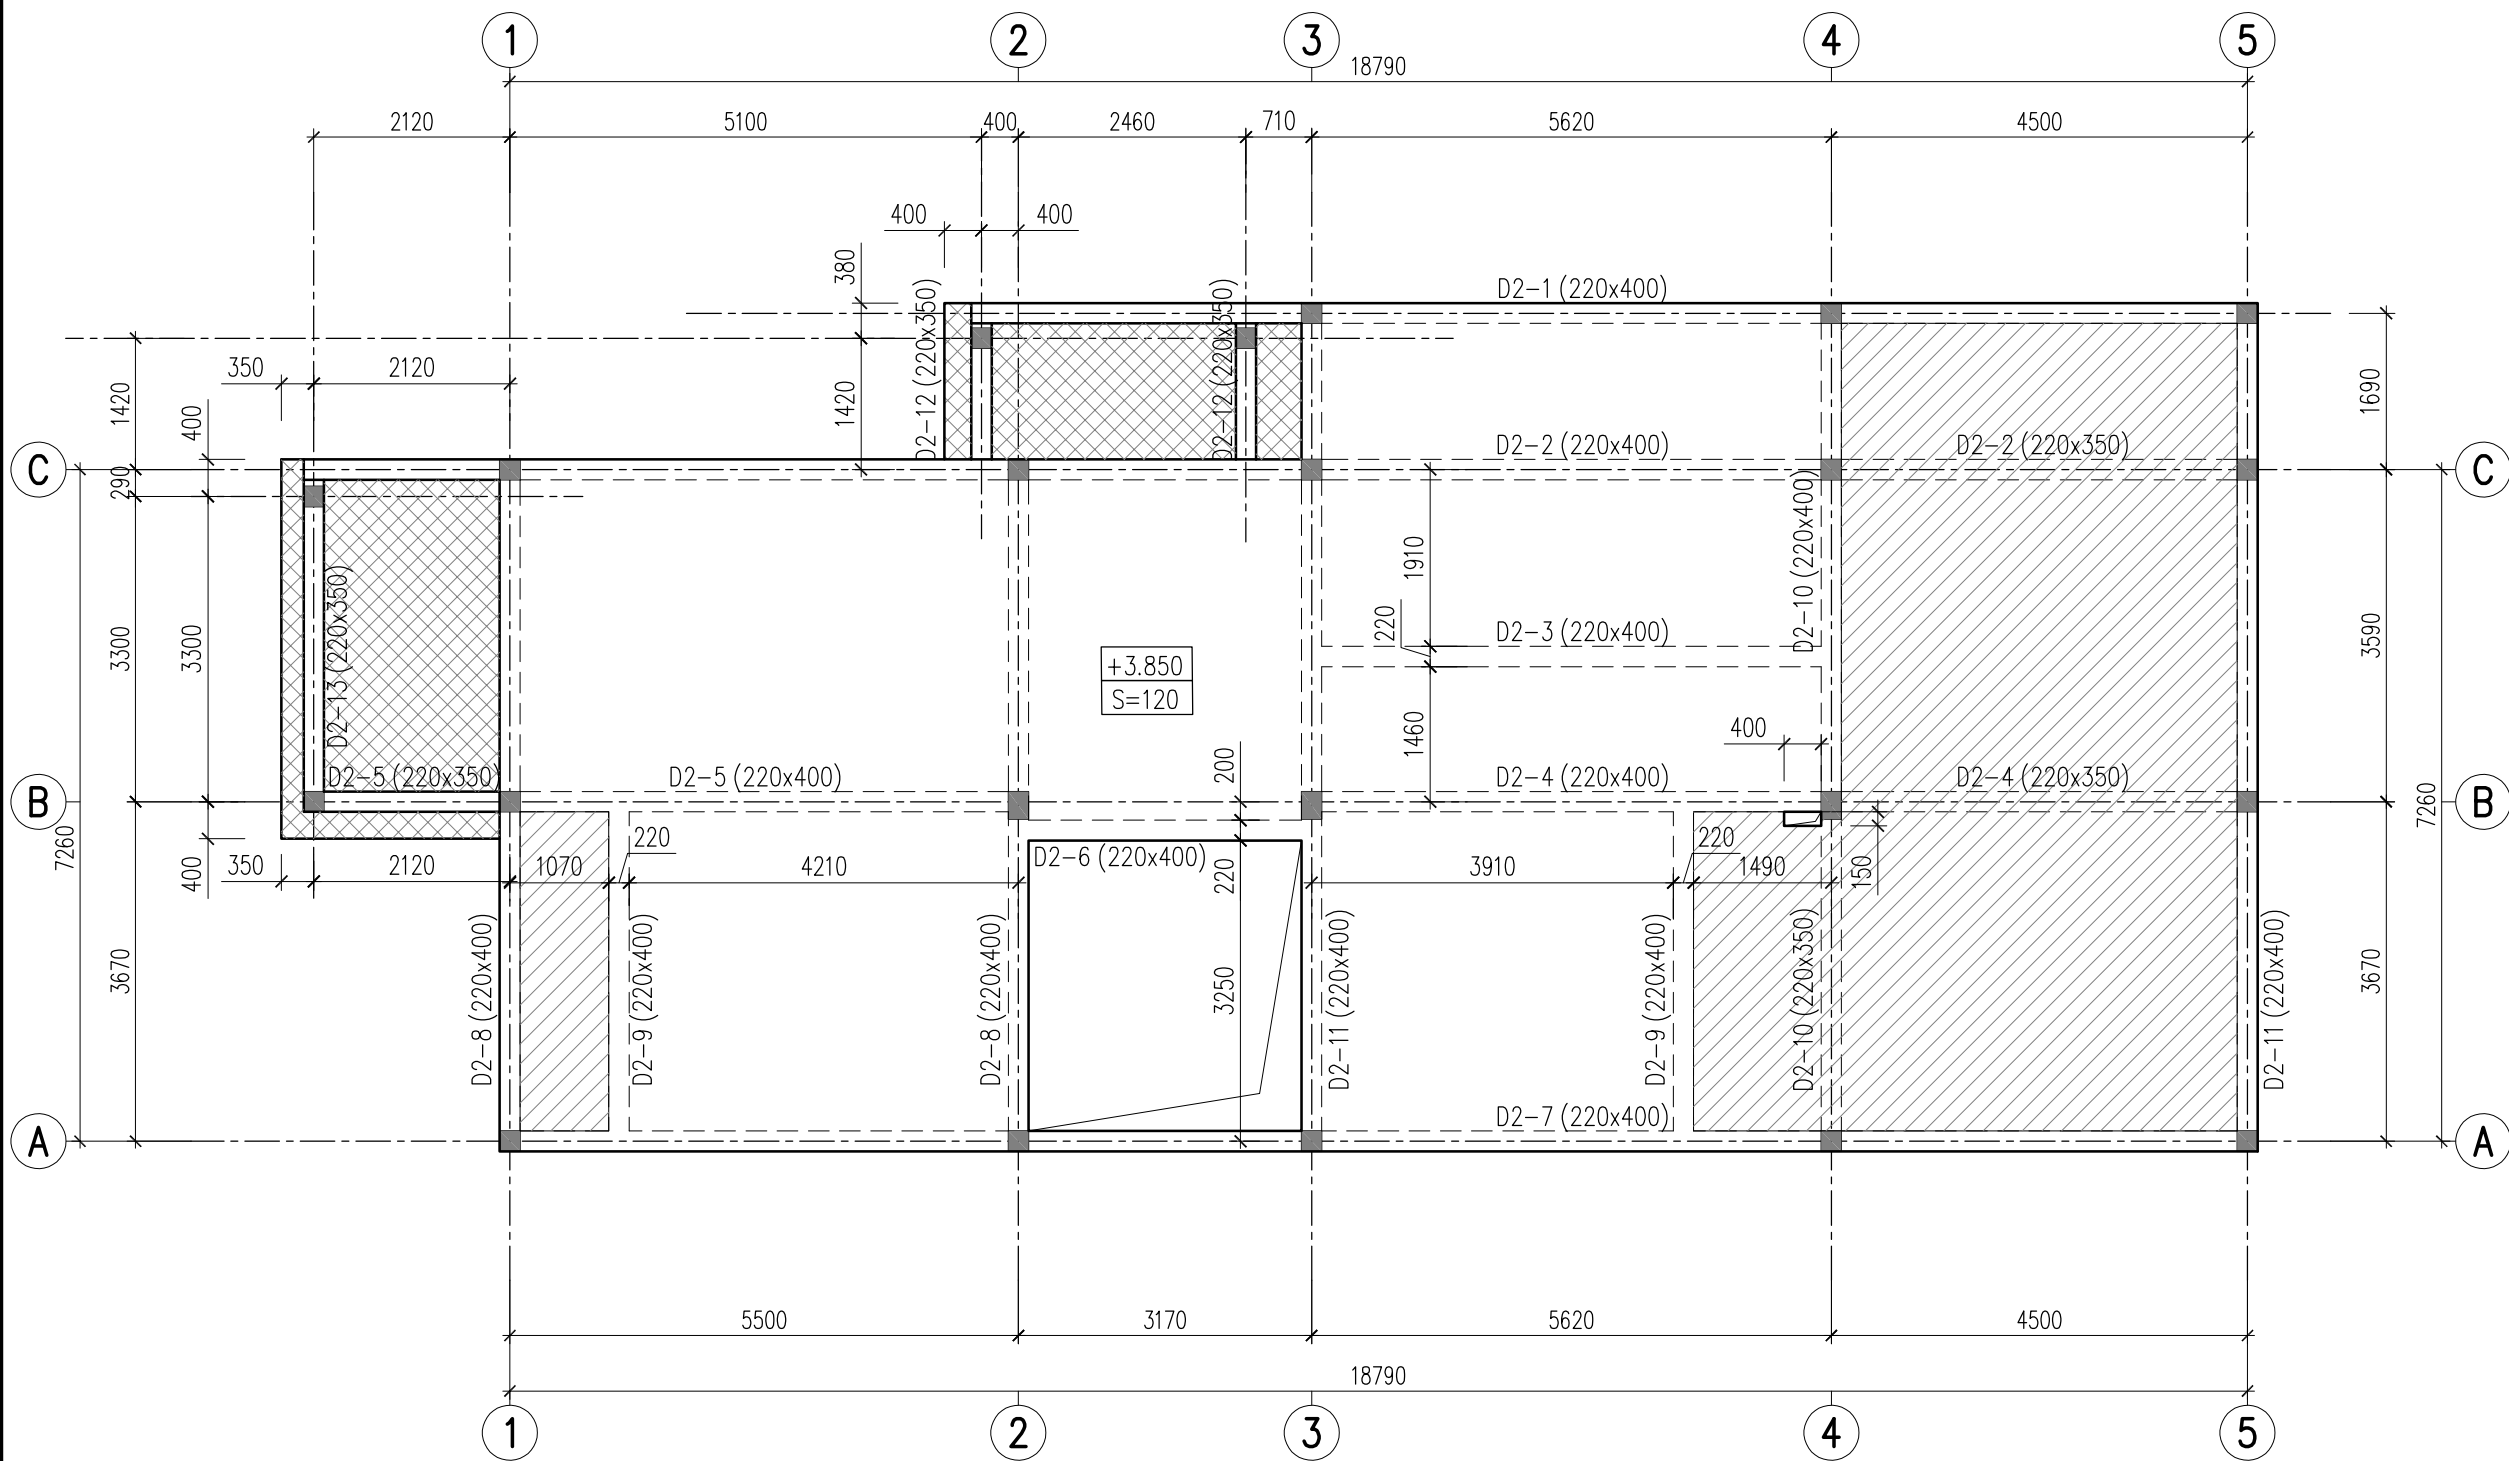 1 2 3 4 5
18790
2120 5100 400 2460 710 5620 4500
400 400
380
D2-1 (220x400)
D2-12 (220x350)
D2-12 (220x350)
350 2120
1420
1420
1690
400
C
290
D2-2 (220x400)
D2-2 (220x350)
C
D2-10 (220x400)
1910
220
D2-3 (220x400)
3300
3300
D2-13 (220x350)
+3.850
S=120
3590
1460
400
200
D2-5 (220x350)
D2-5 (220x400)
D2-4 (220x400)
D2-4 (220x350)
B
B
7260
7260
400
350 2120 1070 220 4210
D2-6 (220x400)
220
3910 220 1490 150
D2-8 (220x400)
D2-9 (220x400)
D2-8 (220x400)
3250
D2-11 (220x400)
D2-9 (220x400)
D2-10 (220x350)
D2-11 (220x400)
3670
3670
D2-7 (220x400)
A
A
5500 3170 5620 4500
18790
1 2 3 4 5